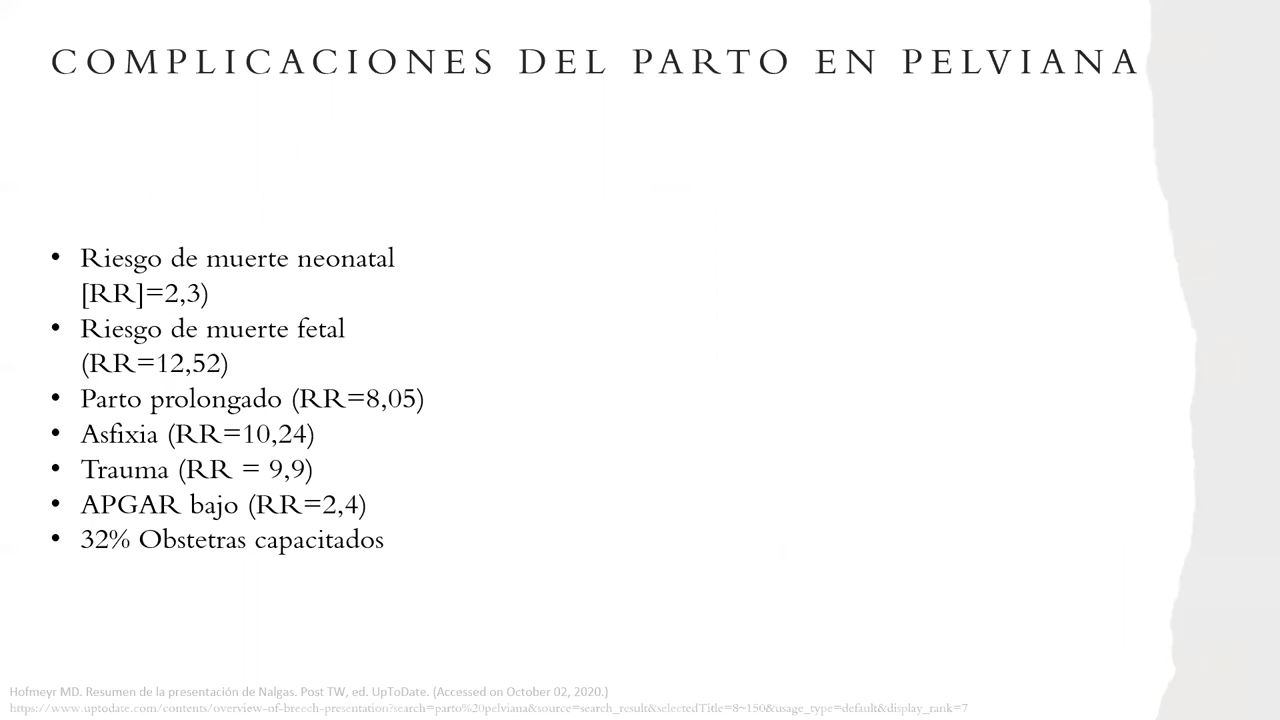 COMPLICACIONES DEL PARTO EN PELVIANA
• Riesgo de muerte neonatal
[RR]=2,3)
• Riesgo de muerte fetal
(RR=12,52)
• Parto prolongado (RR=8,05)
• Asfixia (RR=10,24)
• Trauma (RR = 9,9)
• APGAR bajo (RR=2,4)
• 32% Obstetras capacitados
Hofmeyr MD. Resumen de la presentación de Nalgas. Post TW, ed. UpToDate. (Accessed on October 02, 2020.)
https://www.uptodate.com/contents/overview-of-breech-presentation?search=parto%20pelviana&source=search_result&selectedTitle=8~150&usage_type=default&display_rank=7